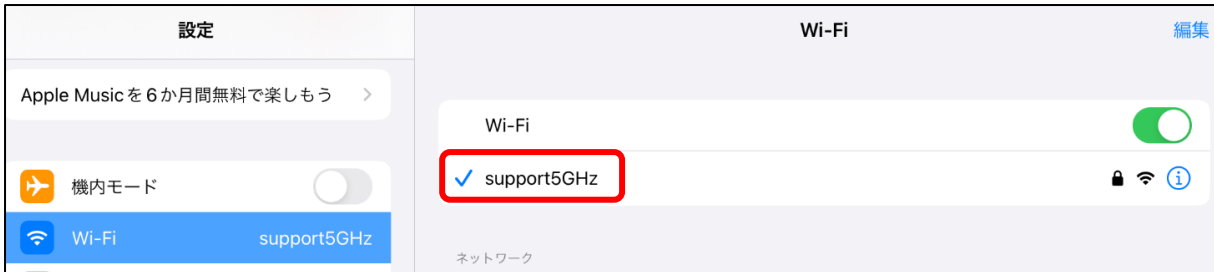 設定
Apple Musicを6か月間無料で楽しもう
機内モード
Wi-Fi support5GHz
Wi-Fi
編集
Wi-Fi
support5GHz
ネットワーク